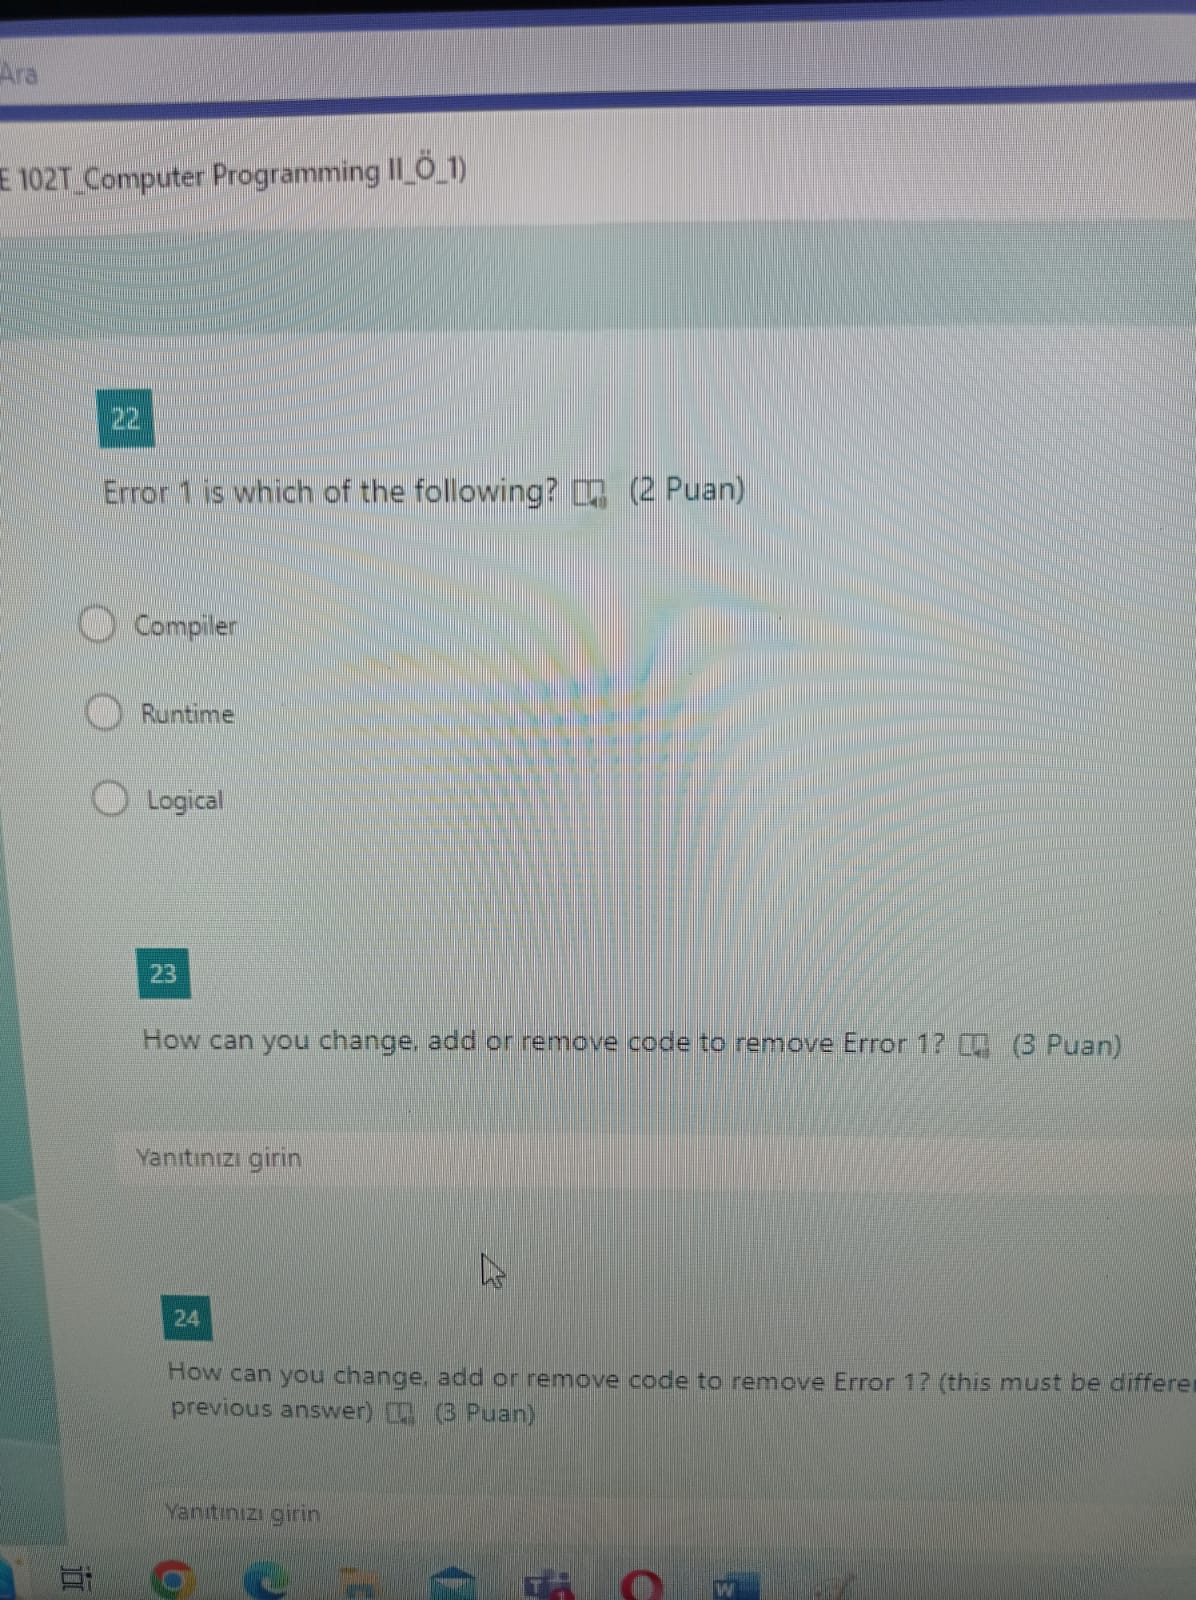 Ara
E 102T_Computer Programming II_Ö_1)
22
Error 1 is which of the following? (2 Puan)
Compiler
Runtime
Logical
23
How can you change, add or remove code to remove Error 1? (3 Puan)
Yanıtınızı girin
24
How can you change, add or remove code to remove Error 1? (this must be differe
previous answer) (3 Puan)
Yanıtınızı girin